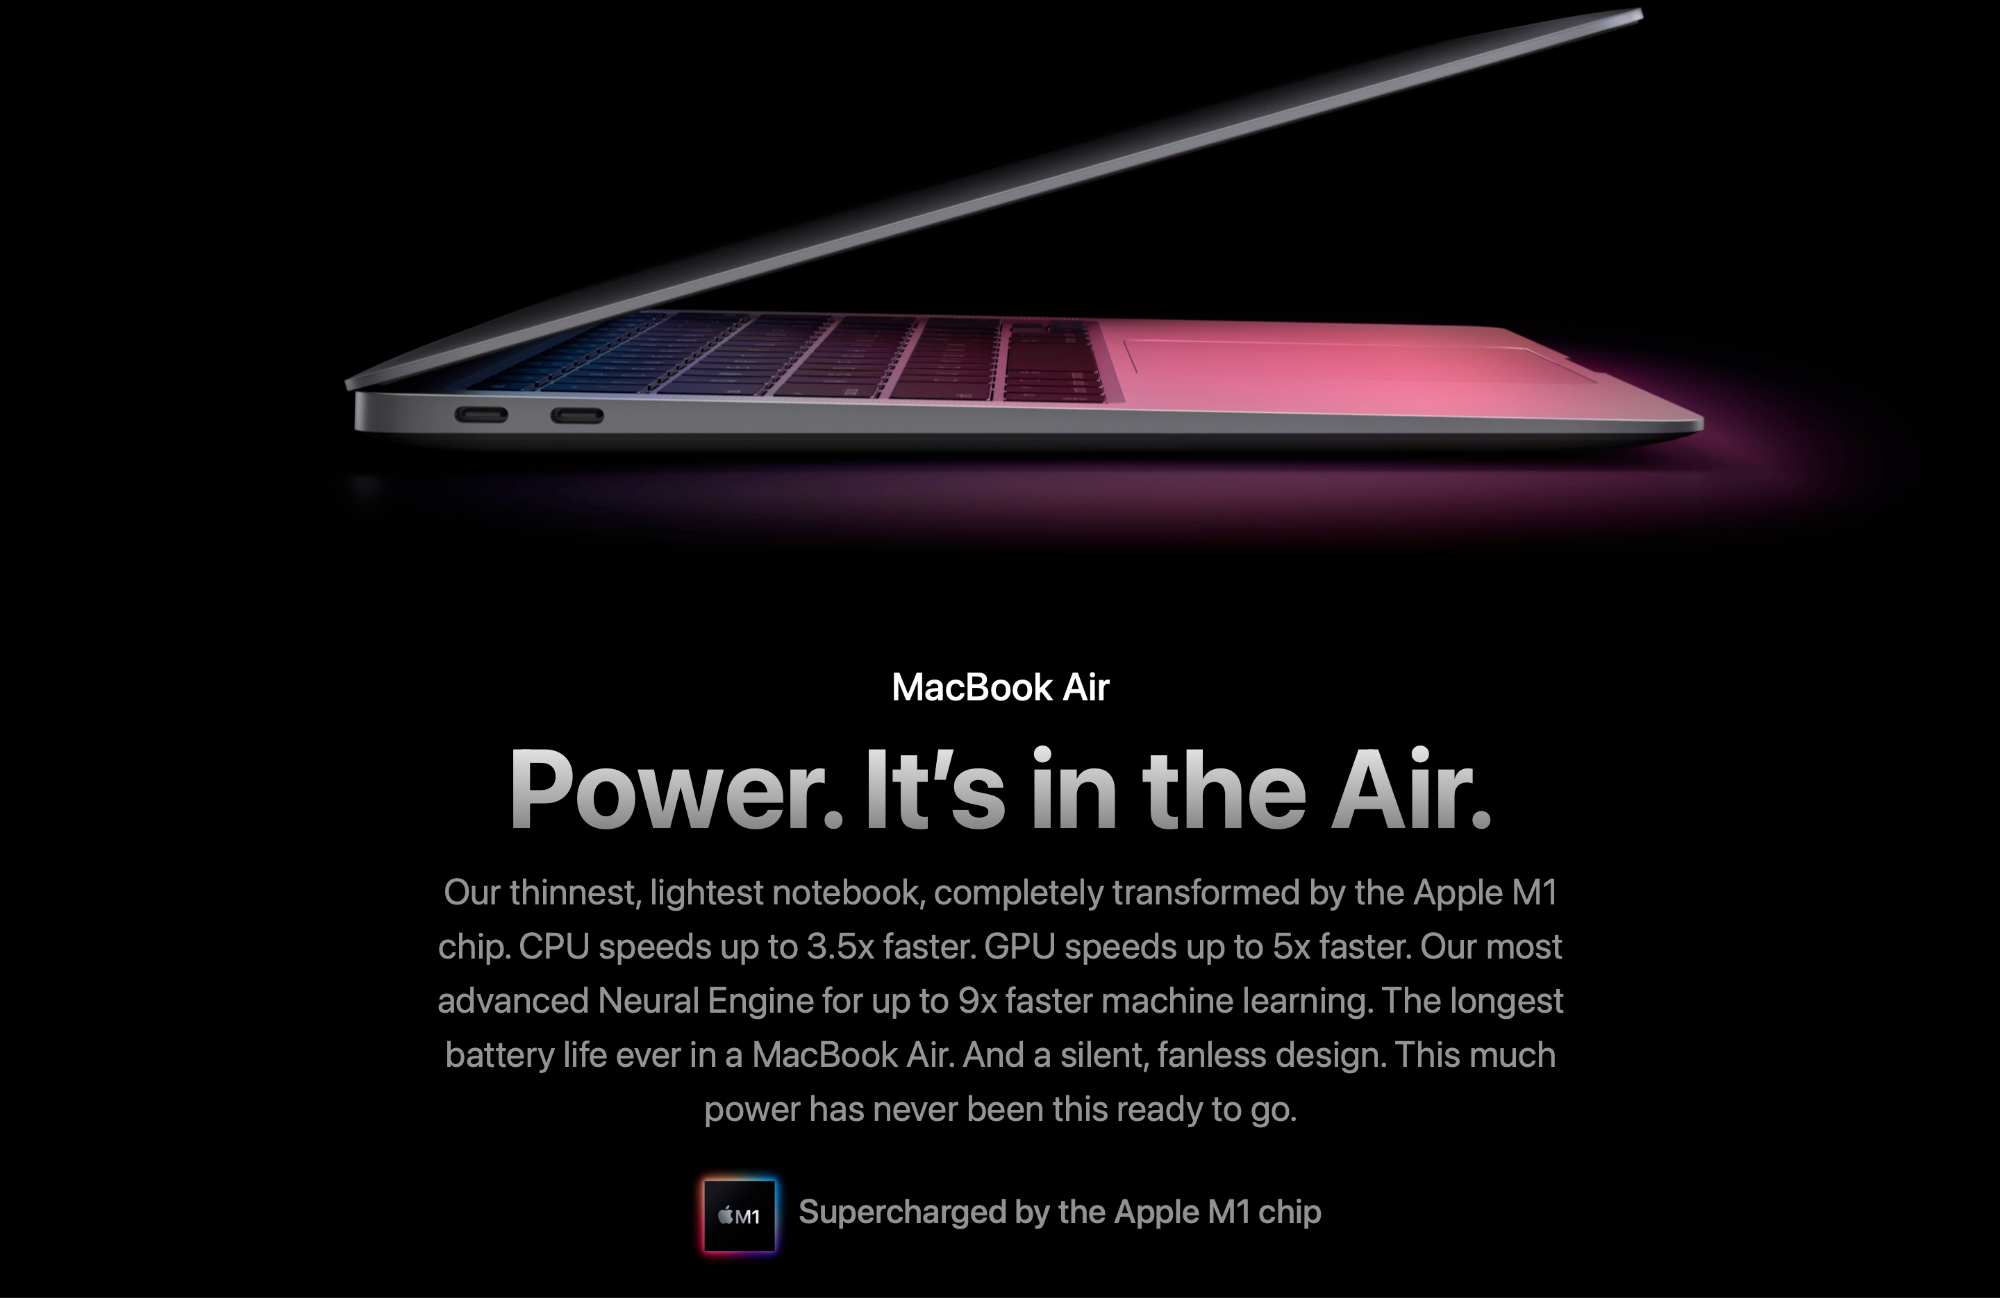 MacBook Air
Power. It’s in the Air.
Our thinnest, lightest notebook, completely transformed by the Apple M1
chip. CPU speeds up to 3.5x faster. GPU speeds up to 5x faster. Our most
advanced Neural Engine for up to 9x faster machine learning. The longest
battery life ever in a MacBook Air. And a silent, fanless design. This much
power has never been this ready to go.
M1
Supercharged by the Apple M1 chip